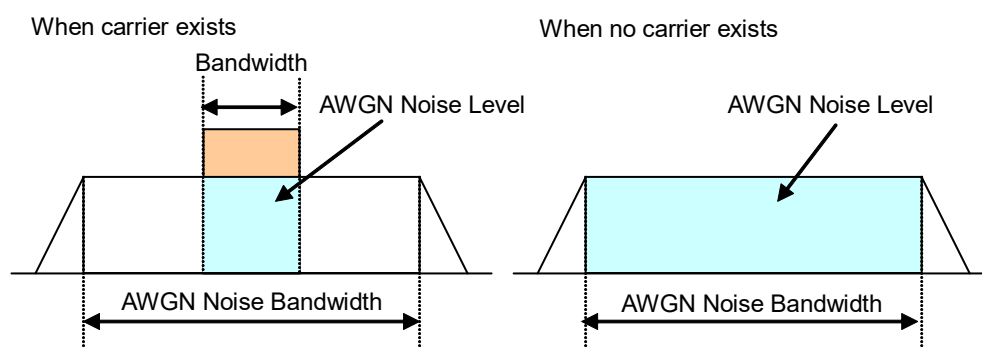 When carrier exists
Bandwidth
AWGN Noise Level
AWGN Noise Bandwidth
When no carrier exists
AWGN Noise Level
AWGN Noise Bandwidth